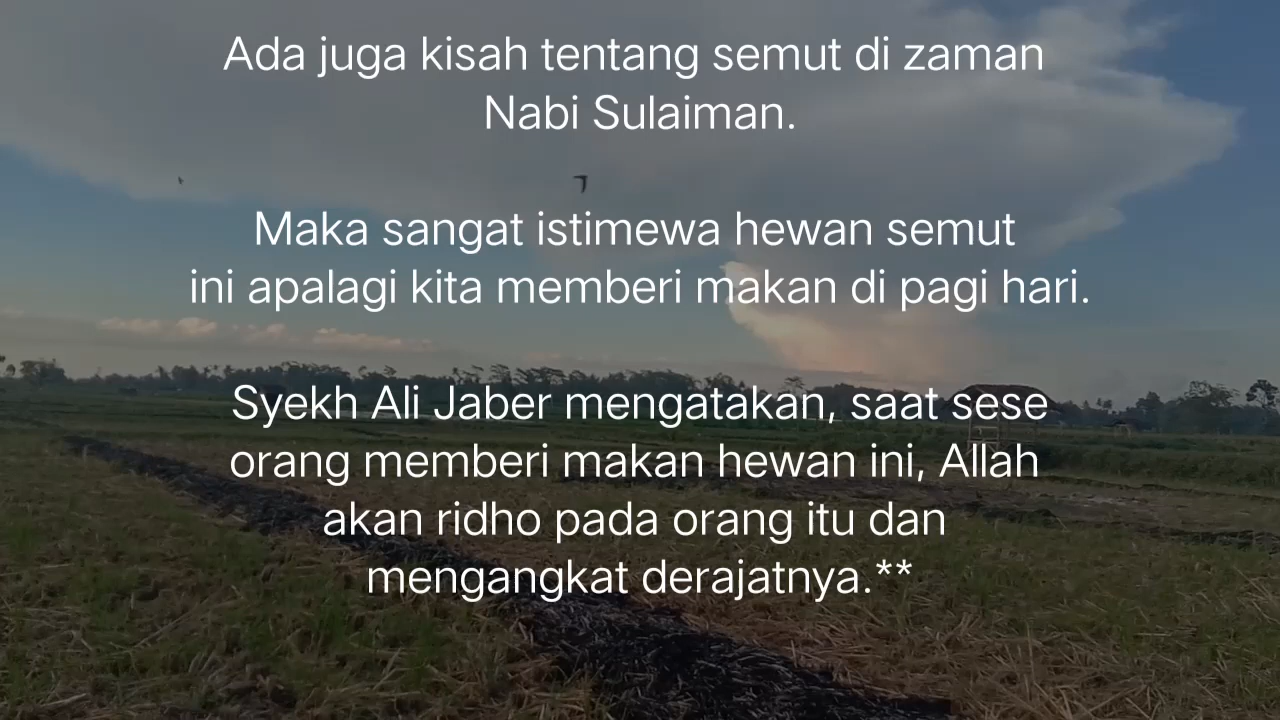 Ada juga kisah tentang semut di zaman
Nabi Sulaiman.
Maka sangat istimewa hewan semut
ini apalagi kita memberi makan di pagi hari.
Syekh Ali Jaber mengatakan, saat sese
orang memberi makan hewan ini, Allah
akan ridho pada orang itu dan
mengangkat derajatnya.**